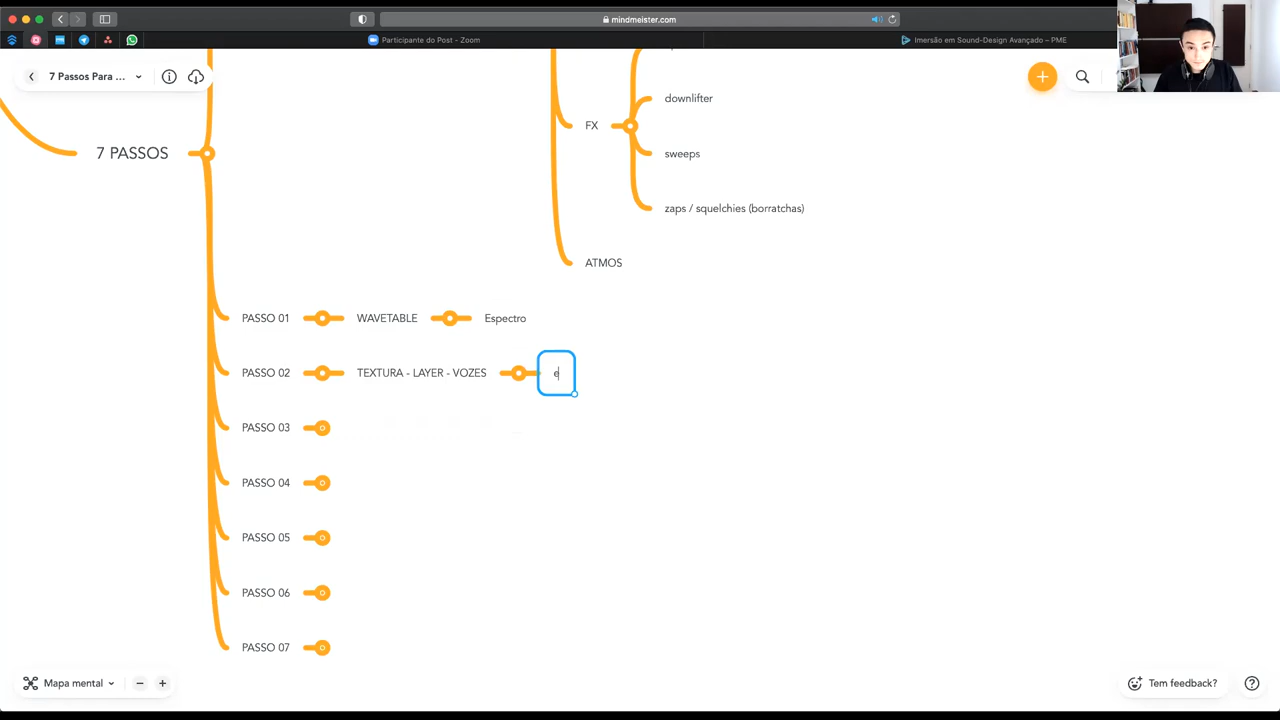 mindmeister.com
Participante do Post - Zoom
Imersão em Sound-Design Avançado – PME
7 Passos Para ...
downlifter
FX
7 PASSOS
sweeps
zaps / squelchies (borratchas)
ATMOS
PASSO 01
WAVETABLE
Espectro
PASSO 02
TEXTURA - LAYER - VOZES
e
PASSO 03
PASSO 04
PASSO 05
PASSO 06
PASSO 07
Mapa mental
Tem feedback?